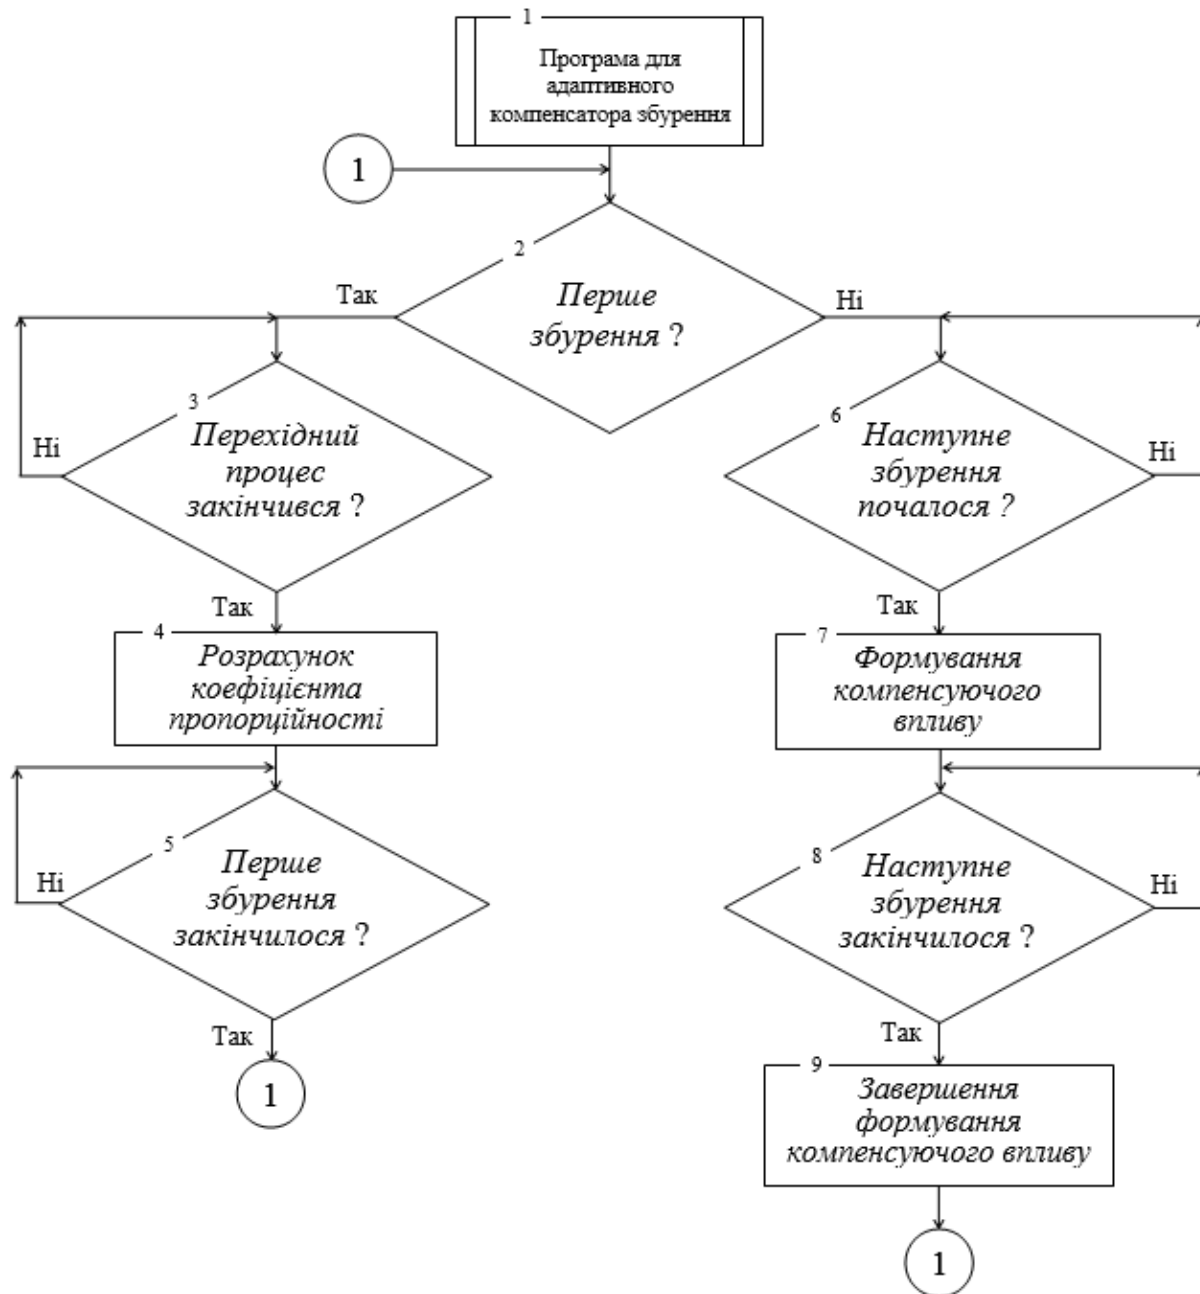 1
Програма для
адаптивного
компенсатора збурення
1
2
Перше
збурення ?
Так
Ні
3
Перехідний
процес
закінчився ?
Ні
Так
4
Розрахунок
коефіцієнта
пропорційності
5
Перше
збурення
закінчилося ?
Ні
Так
1
6
Наступне
збурення
почалося ?
Ні
Так
7
Формування
компенсуючого
впливу
8
Наступне
збурення
закінчилося ?
Ні
Так
9
Завершення
формування
компенсуючого впливу
1